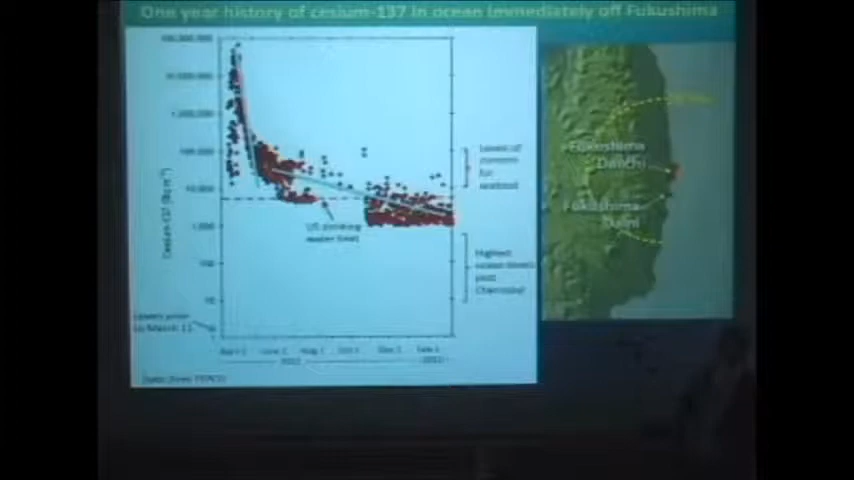 One year history of cesium-137 in ocean immediately off Fukushima
100,000,000
10,000,000
1,000,000
100,000
10,000
1,000
100
10
Cesium-137 (Bq m⁻³)
Levels of
concern
for
seafood
US drinking
water limit
Highest
ocean levels
post
Chernobyl
Levels prior
to March 11
April 1 June 1 Aug 1 Oct 1 Dec 1 Feb 1
2011 2012
Data from TEPCO
Fukushima
Daiichi
Fukushima
Daini